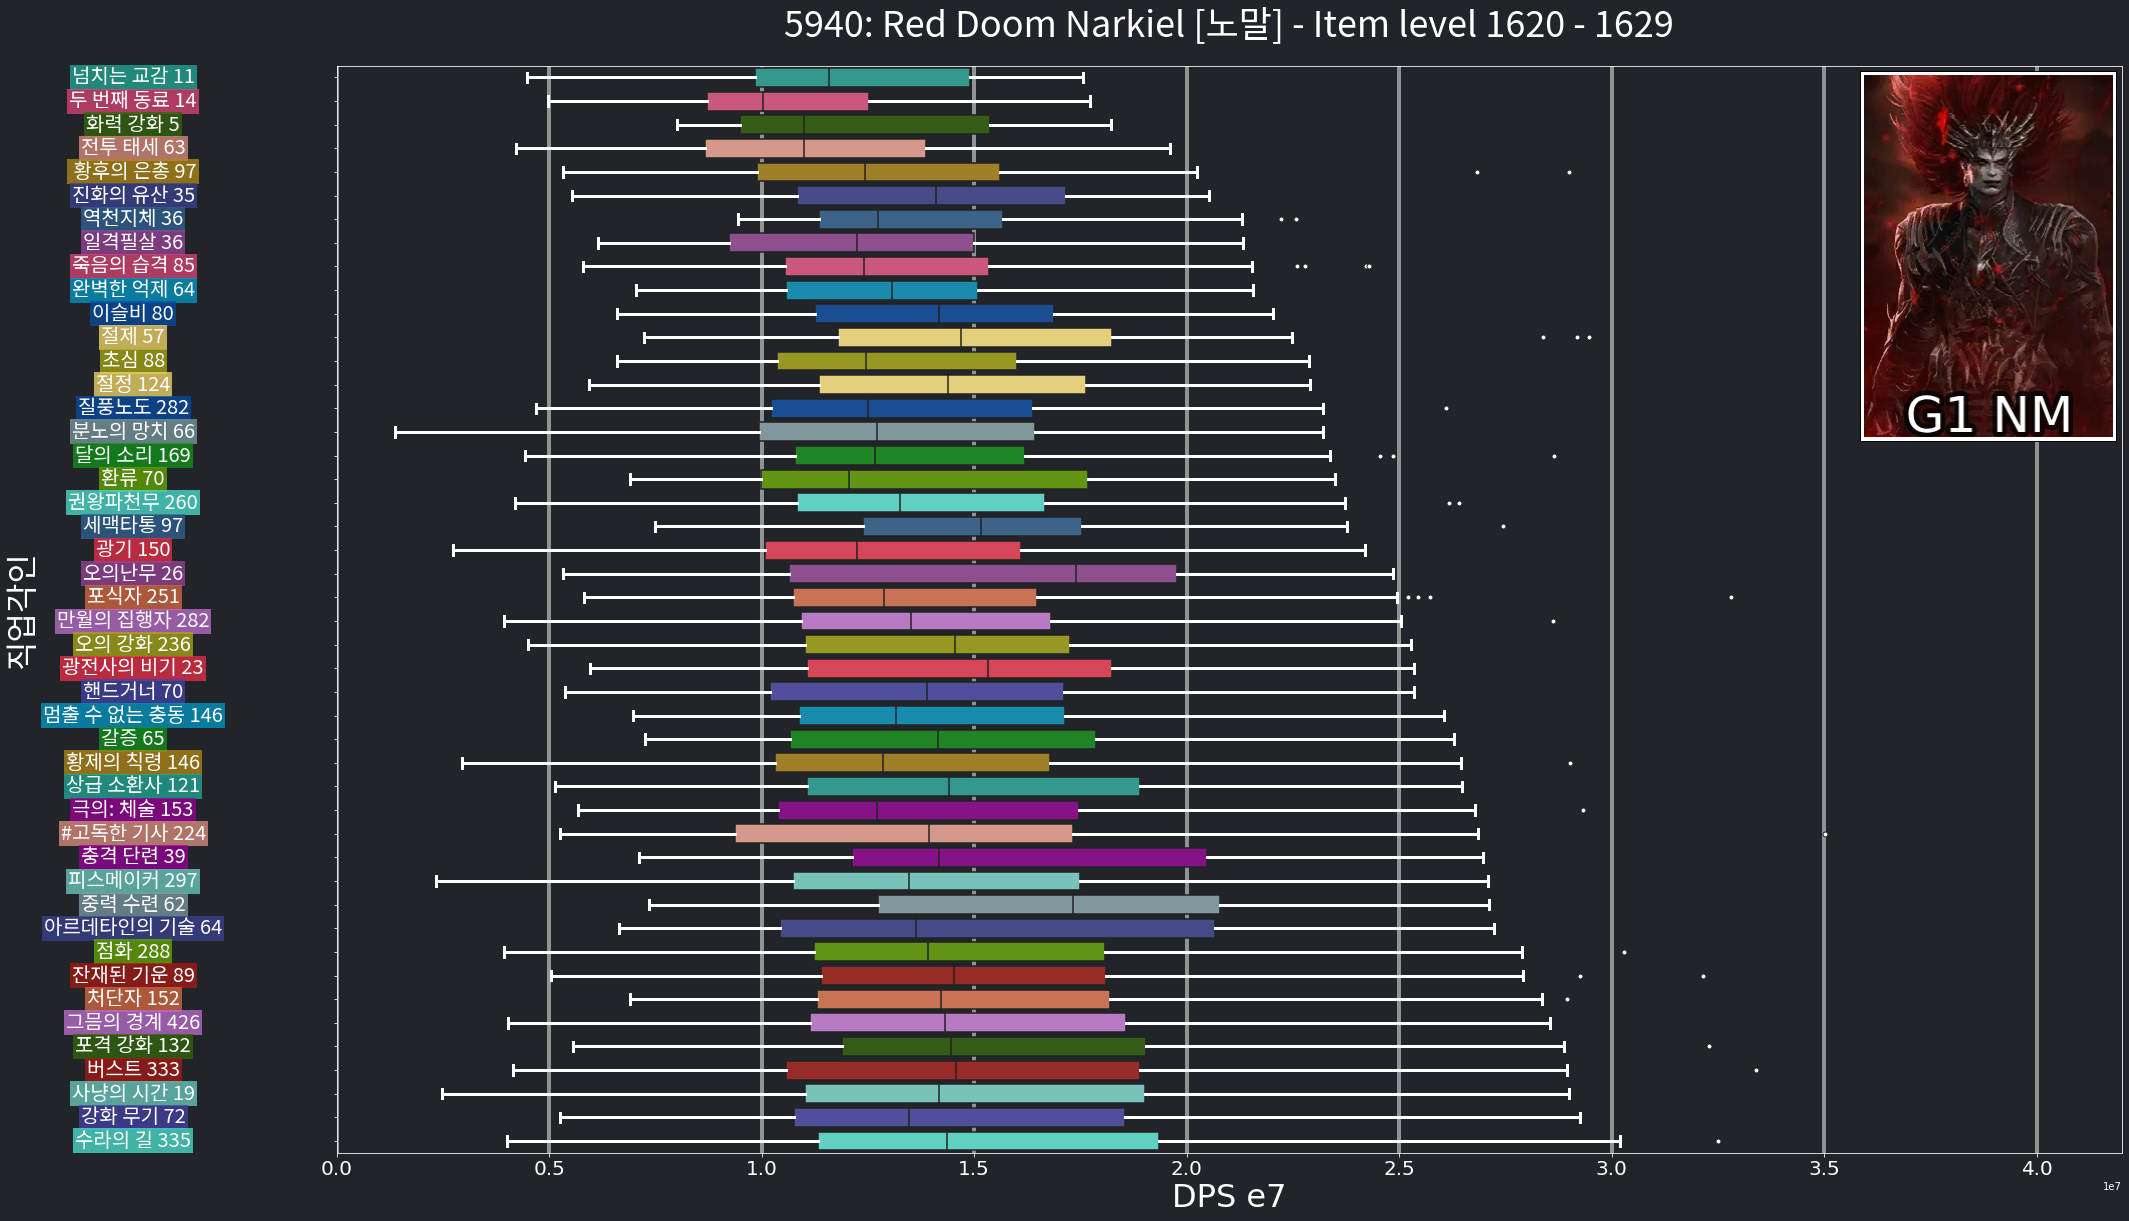 5940: Red Doom Narkiel [노말] - Item level 1620 - 1629
넘치는 교감 11
두 번째 동료 14
화력 강화 5
전투 태세 63
황후의 은총 97
진화의 유산 35
역천지체 36
일격필살 36
죽음의 습격 85
완벽한 억제 64
이슬비 80
절제 57
초심 88
절정 124
질풍노도 282
분노의 망치 66
달의 소리 169
환류 70
권왕파천무 260
세맥타통 97
광기 150
오의난무 26
포식자 251
만월의 집행자 282
오의 강화 236
광전사의 비기 23
핸드거너 70
멈출 수 없는 충동 146
갈증 65
황제의 칙령 146
상급 소환사 121
극의: 체술 153
#고독한 기사 224
충격 단련 39
피스메이커 297
중력 수련 62
아르데타인의 기술 64
점화 288
잔재된 기운 89
처단자 152
그믐의 경계 426
포격 강화 132
버스트 333
사냥의 시간 19
강화 무기 72
수라의 길 335
직업각인
G1 NM
0.0 0.5 1.0 1.5 2.0 2.5 3.0 3.5 4.0
1e7
DPS e7